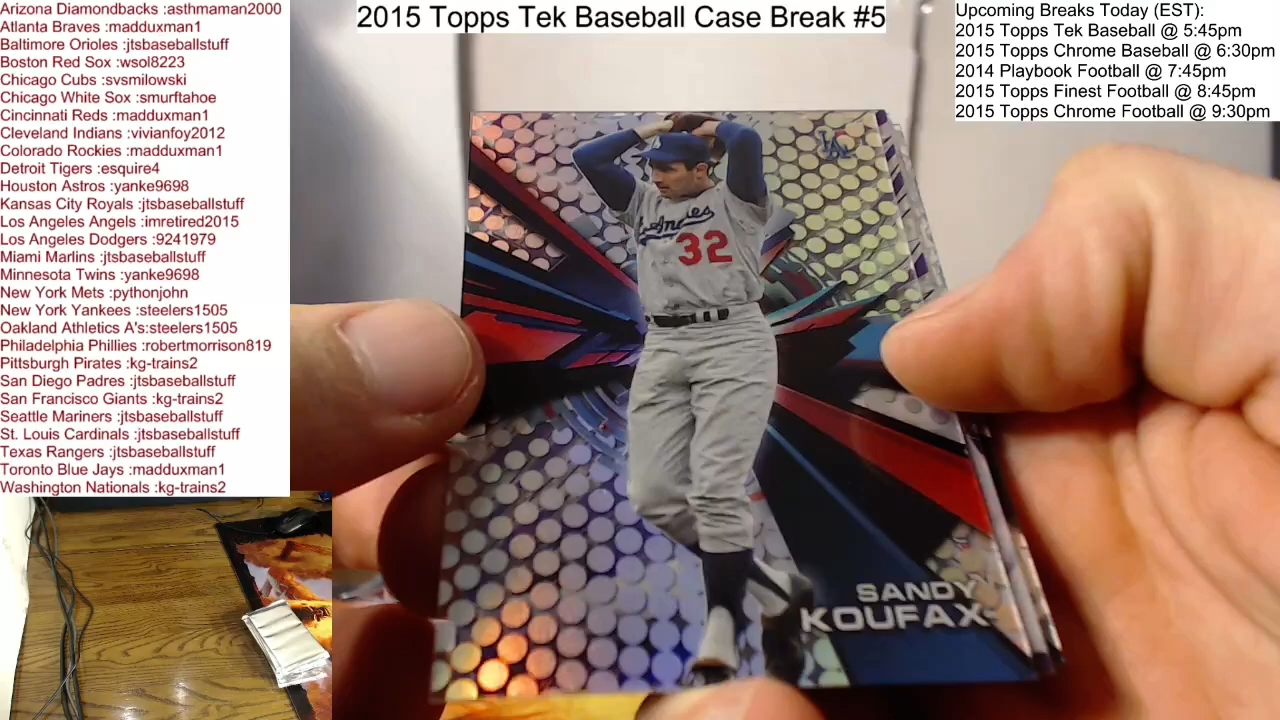 Arizona Diamondbacks :asthmaman2000
Atlanta Braves :madduxman1
Baltimore Orioles :jtsbaseballstuff
Boston Red Sox :wsol8223
Chicago Cubs :svsmilowski
Chicago White Sox :smurftahoe
Cincinnati Reds :madduxman1
Cleveland Indians :vivianfoy2012
Colorado Rockies :madduxman1
Detroit Tigers :esquire4
Houston Astros :yanke9698
Kansas City Royals :jtsbaseballstuff
Los Angeles Angels :imretired2015
Los Angeles Dodgers :9241979
Miami Marlins :jtsbaseballstuff
Minnesota Twins :yanke9698
New York Mets :pythonjohn
New York Yankees :steelers1505
Oakland Athletics A's:steelers1505
Philadelphia Phillies :robertmorrison819
Pittsburgh Pirates :kg-trains2
San Diego Padres :jtsbaseballstuff
San Francisco Giants :kg-trains2
Seattle Mariners :jtsbaseballstuff
St. Louis Cardinals :jtsbaseballstuff
Texas Rangers :jtsbaseballstuff
Toronto Blue Jays :madduxman1
Washington Nationals :kg-trains2
2015 Topps Tek Baseball Case Break #5
Upcoming Breaks Today (EST):
2015 Topps Tek Baseball @ 5:45pm
2015 Topps Chrome Baseball @ 6:30pm
2014 Playbook Football @ 7:45pm
2015 Topps Finest Football @ 8:45pm
2015 Topps Chrome Football @ 9:30pm
LA
Los Angeles
32
SANDY
KOUFAX